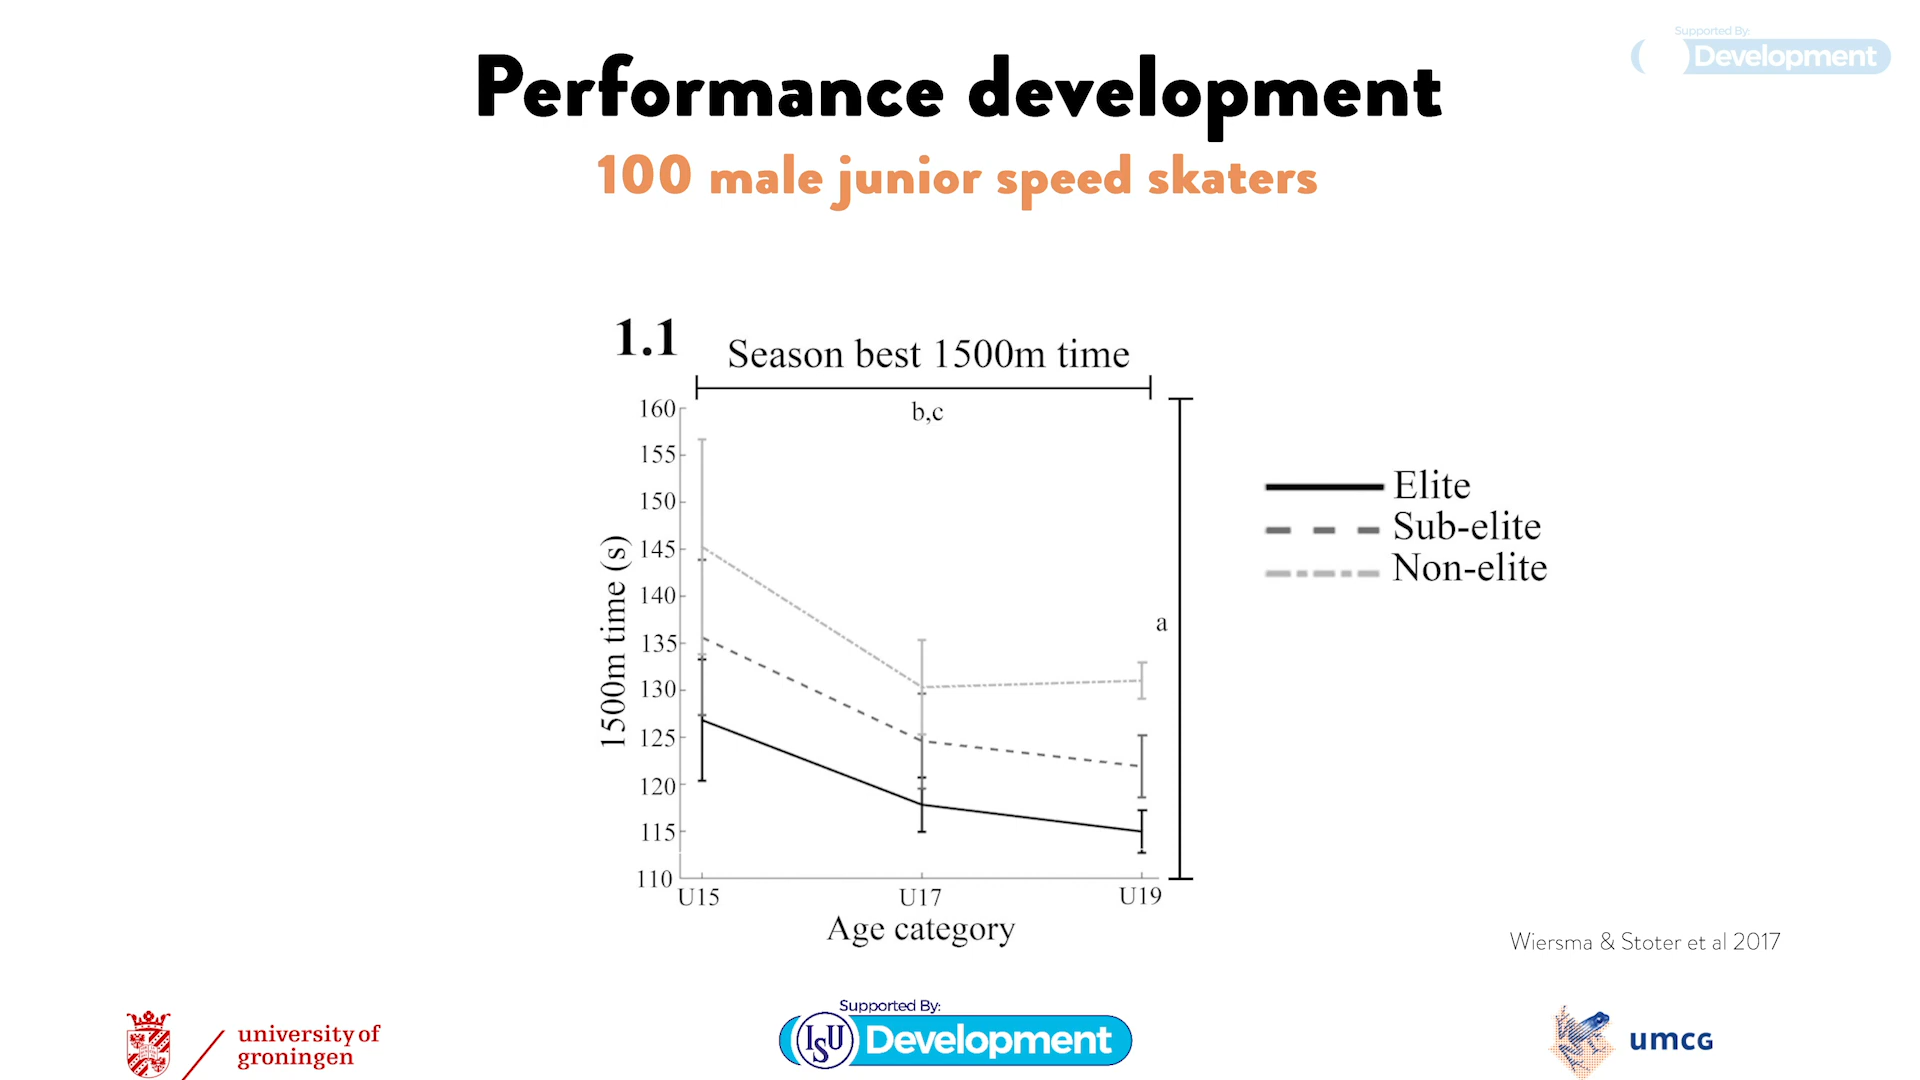 Supported By:
Development
Performance development
100 male junior speed skaters
1.1
Season best 1500m time
b,c
160
155
150
145
140
135
130
125
120
115
110
1500m time (s)
a
U15
U17
U19
Age category
Elite
Sub-elite
Non-elite
Wiersma & Stoter et al 2017
university of
groningen
Supported By:
ISU Development
umcg